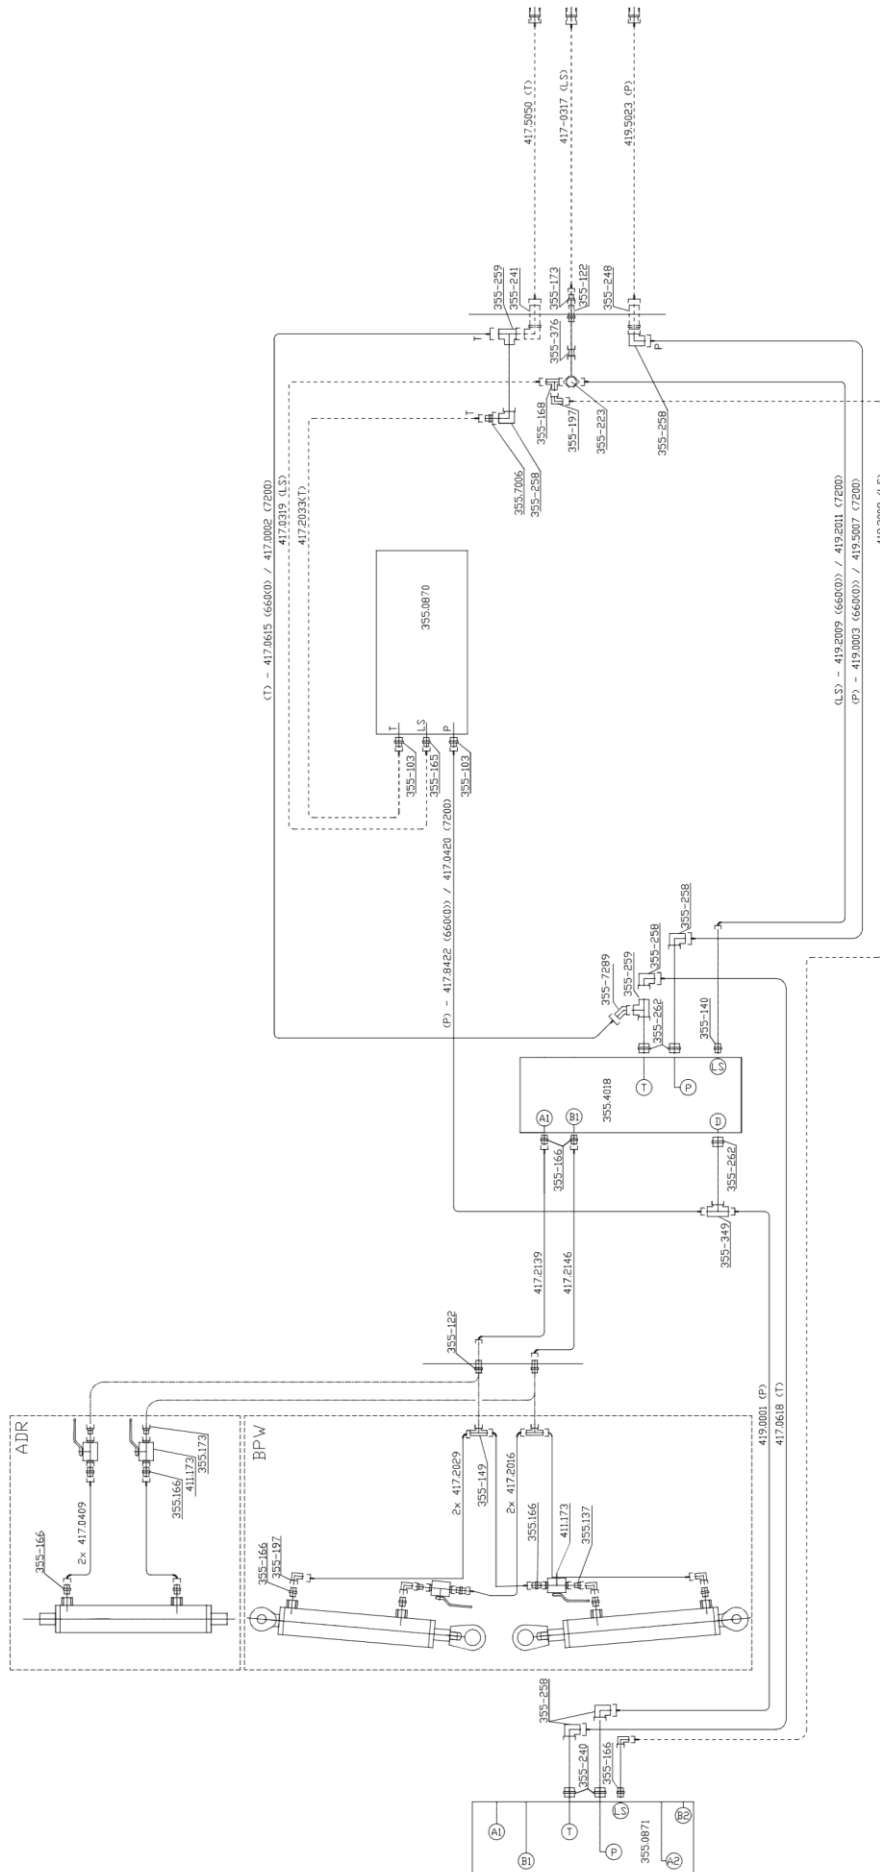 417.5050 (T)
417-0317 (LS)
419.5023 (P)
355-259
355-241
355-173
355-122
355-248
355-376
T
P
T
355-168
355-197
355-223
355-258
355.7006
355-258
(T) - 417.0615 (660(0) / 417.0002 (7200)
417.0319 (LS)
417.2033(T)
(LS) - 419.2009 (660(0)) / 419.2011 (7200)
(P) - 419.0003 (660(0)) / 419.5007 (7200)
355.0870
T
LS
P
355-103
355-165
355-103
(P) - 417.8422 (660(0)) / 417.0420 (7200)
355-7289
355-259
355-258
355-258
355-262
355-140
355.4018
T
P
LS
A1
B1
D
355-166
355-262
355-349
417.2139
417.2146
355-122
419.0001 (P)
417.0618 (T)
ADR
355.173
411.173
355.166
2x 417.0409
355-166
BPW
2x 417.2029
355-149
2x 417.2016
355.166
411.173
355.137
355-197
355-166
355-258
355-240
355-166
355.0871
A1
B1
T
P
LS
A2
B2